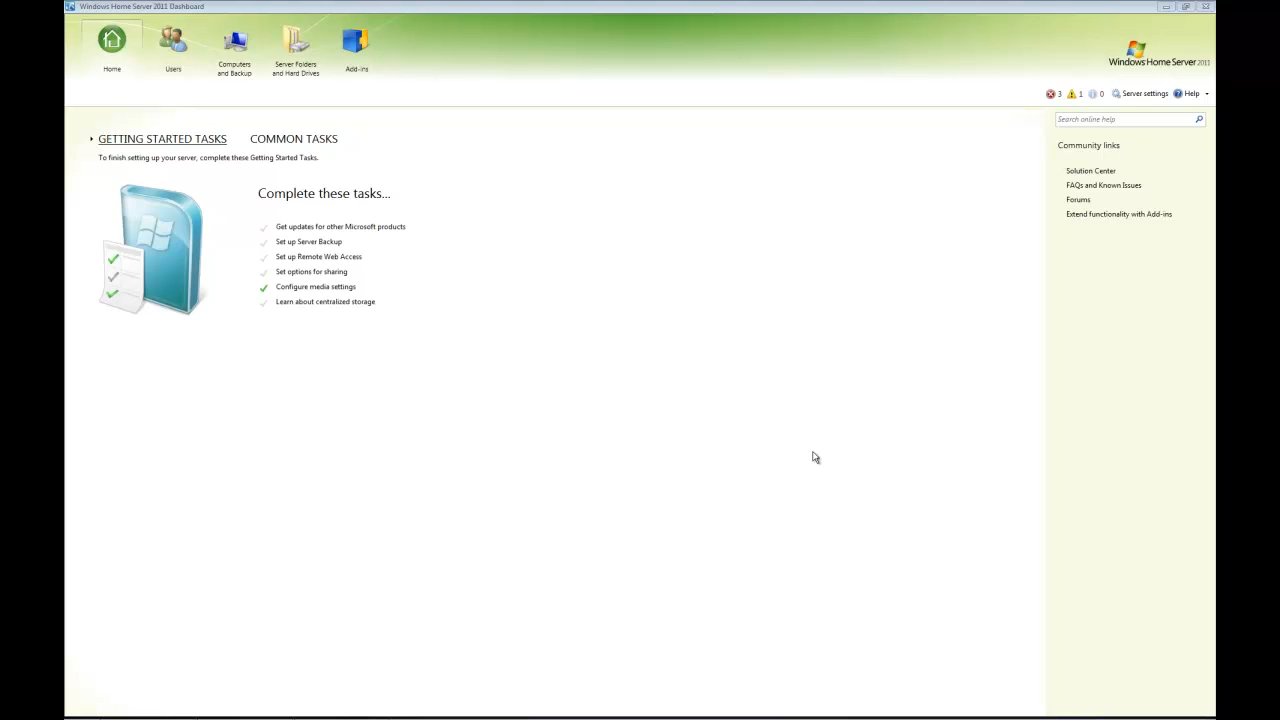 Windows Home Server 2011 Dashboard
Home
Users
Computers
and Backup
Server Folders
and Hard Drives
Add-ins
Windows Home Server 2011
3 1 0 Server settings Help
Search online help
GETTING STARTED TASKS COMMON TASKS
To finish setting up your server, complete these Getting Started Tasks.
Complete these tasks...
Get updates for other Microsoft products
Set up Server Backup
Set up Remote Web Access
Set options for sharing
Configure media settings
Learn about centralized storage
Community links
Solution Center
FAQs and Known Issues
Forums
Extend functionality with Add-ins